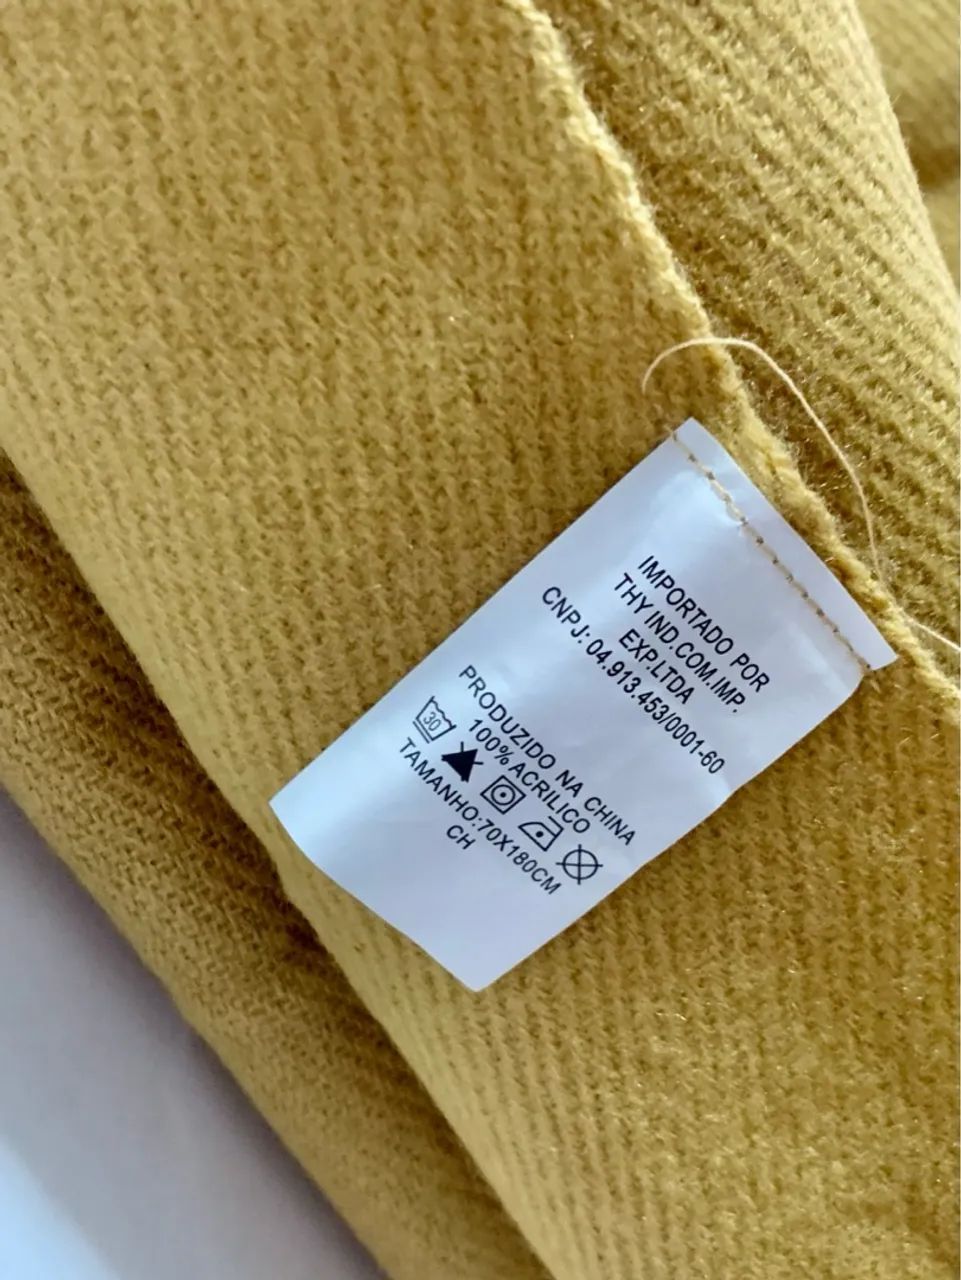 IMPORTADO POR
THY IND.COM.IMP.
EXP.LTDA
CNPJ: 04.913.453/0001-60
PRODUZIDO NA CHINA
100%ACRILICO
30
TAMANHO:70X180CM
CH